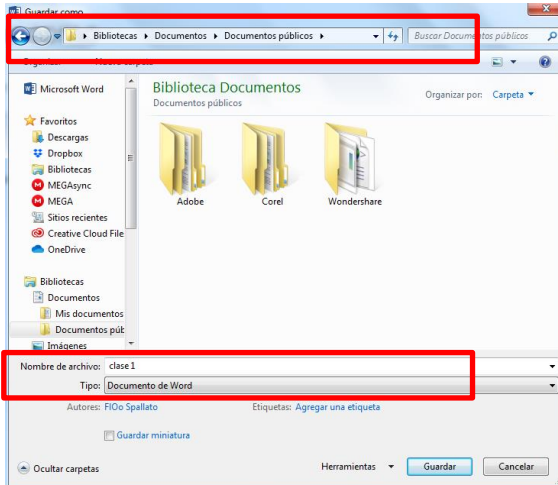 Guardar como
Bibliotecas ▸ Documentos ▸ Documentos públicos ▸
Buscar Documentos públicos
Organizar
Microsoft Word
Favoritos
Descargas
Dropbox
Bibliotecas
MEGAsync
MEGA
Sitios recientes
Creative Cloud File
OneDrive
Bibliotecas
Documentos
Mis documentos
Documentos púb
Imágenes
Biblioteca Documentos
Documentos públicos
Organizar por: Carpeta
Adobe
Corel
Wondershare
Nombre de archivo: clase 1
Tipo: Documento de Word
Autores: FlOo Spallato
Etiquetas: Agregar una etiqueta
Guardar miniatura
Ocultar carpetas
Herramientas
Guardar
Cancelar